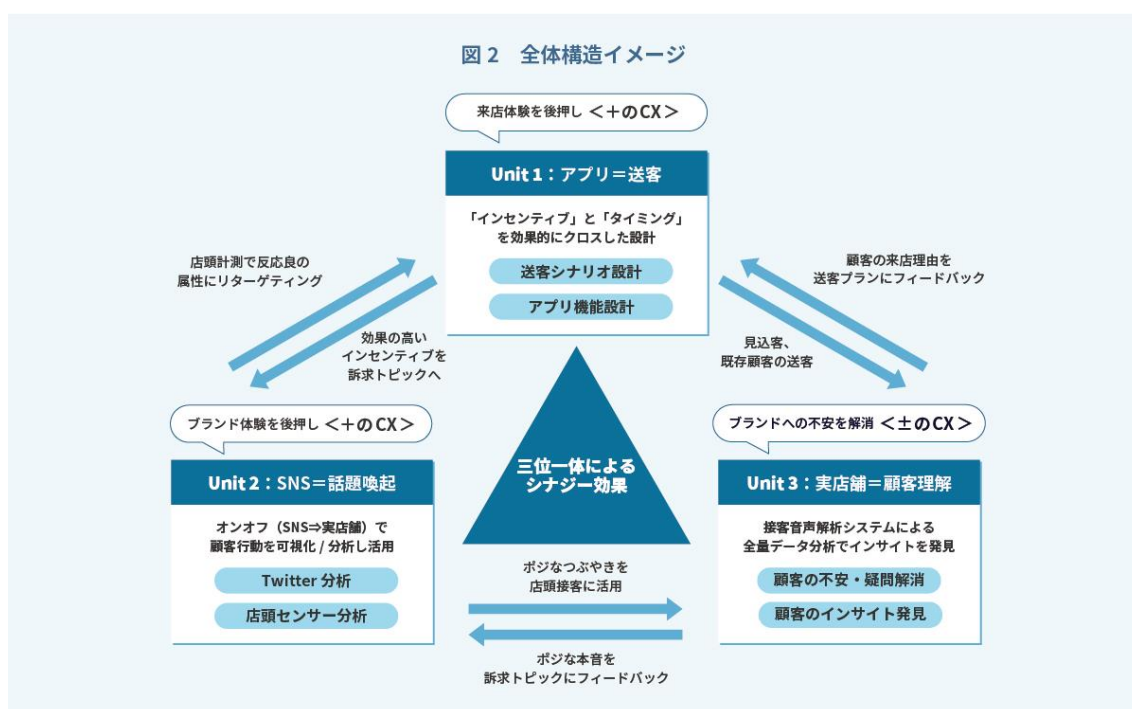 図 2　全体構造イメージ
来店体験を後押し ＜＋のCX＞
Unit 1：アプリ＝送客
「インセンティブ」と「タイミング」
を効果的にクロスした設計
送客シナリオ設計
アプリ機能設計
店頭計測で反応良の
属性にリターゲティング
効果の高い
インセンティブを
訴求トピックへ
顧客の来店理由を
送客プランにフィードバック
見込客、
既存顧客の送客
ブランド体験を後押し ＜＋のCX＞
Unit 2：SNS＝話題喚起
オンオフ（SNS⇒実店舗）で
顧客行動を可視化 / 分析し活用
Twitter 分析
店頭センサー分析
三位一体による
シナジー効果
ブランドへの不安を解消 ＜±のCX＞
Unit 3：実店舗＝顧客理解
接客音声解析システムによる
全量データ分析でインサイトを発見
顧客の不安・疑問解消
顧客のインサイト発見
ポジなつぶやきを
店頭接客に活用
ポジな本音を
訴求トピックにフィードバック